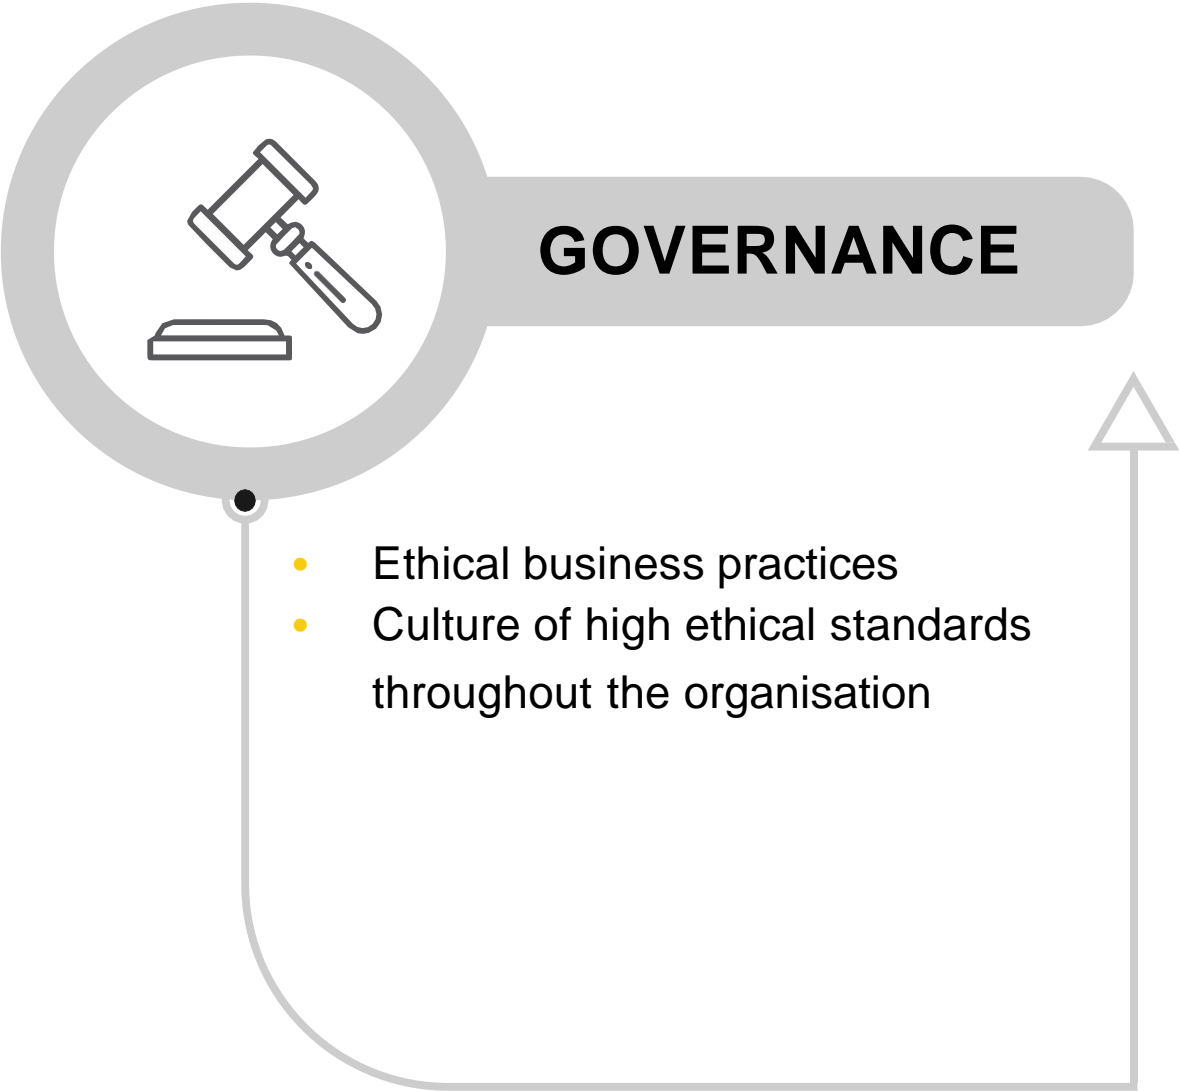 GOVERNANCE
• Ethical business practices
• Culture of high ethical standards
throughout the organisation